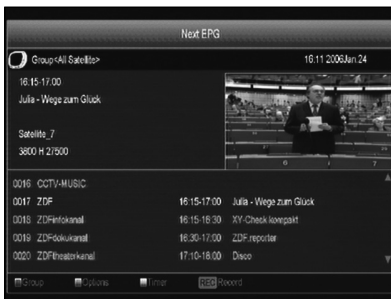 Next EPG
Group<All Satellite> 16:11 2006Jan.24
16:15-17:00
Julia - Wege zum Glück
Satellite_7
3800 H 27500
0016 CCTV-MUSIC
0017 ZDF 16:15-17:00 Julia - Wege zum Glück
0018 ZDFinfokanal 16:15-16:30 XY-Check kompakt
0019 ZDFdokukanal 16:30-17:00 ZDF.reporter
0020 ZDFtheaterkanal 17:10-18:00 Disco
Group Options Timer REC Record